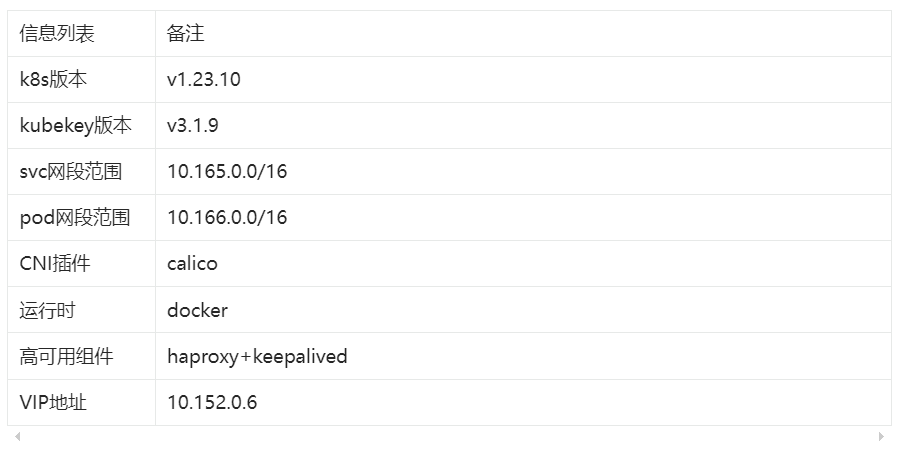 信息列表 备注
k8s版本 v1.23.10
kubekey版本 v3.1.9
svc网段范围 10.165.0.0/16
pod网段范围 10.166.0.0/16
CNI插件 calico
运行时 docker
高可用组件 haproxy+keepalived
VIP地址 10.152.0.6